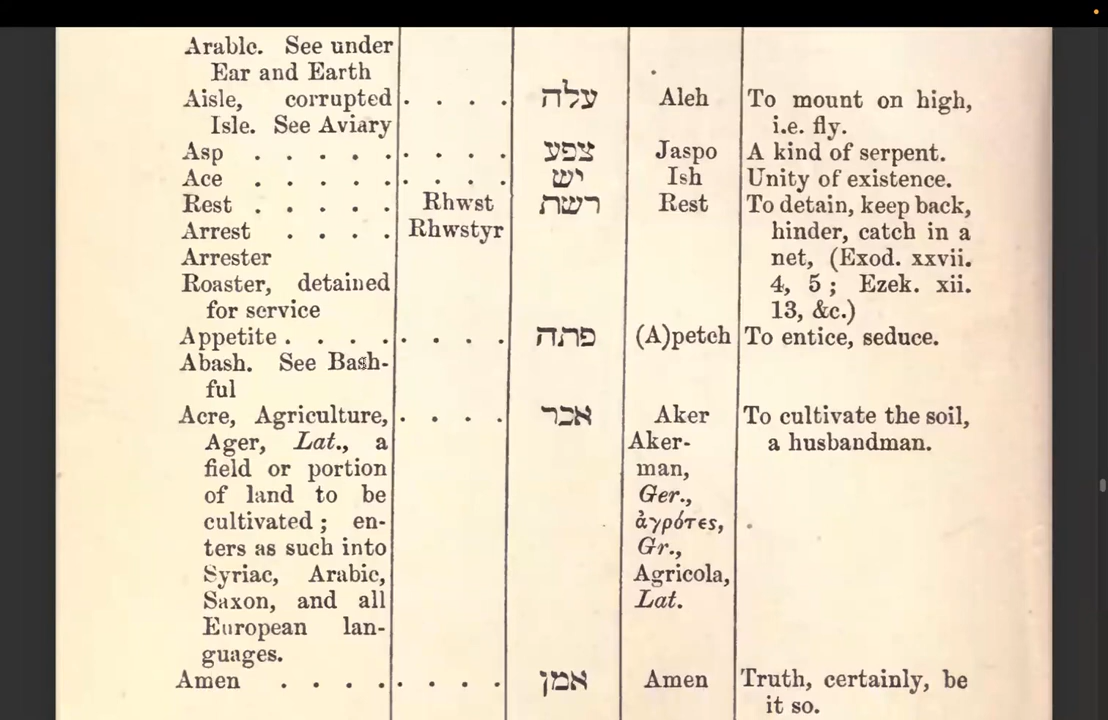 Arable. See under
Ear and Earth
Aisle, corrupted . . . . עלה Aleh To mount on high,
Isle. See Aviary i.e. fly.
Asp . . . . . . . . . צפע Jaspo A kind of serpent.
Ace . . . . . . . . . יש Ish Unity of existence.
Rest . . . . . Rhwst רשת Rest To detain, keep back,
Arrest . . . . Rhwstyr hinder, catch in a
Arrester net, (Exod. xxvii.
Roaster, detained 4, 5; Ezek. xii.
for service 13, &c.)
Appetite . . . . . . . . פתה (A)petch To entice, seduce.
Abash. See Bash-
ful
Acre, Agriculture, . . . . אכר Aker To cultivate the soil,
Ager, Lat., a Aker- a husbandman.
field or portion man,
of land to be Ger.,
cultivated; en- ἀγρότες,
ters as such into Gr.,
Syriac, Arabic, Agricola,
Saxon, and all Lat.
European lan-
guages.
Amen . . . . . . . . אמן Amen Truth, certainly, be
it so.